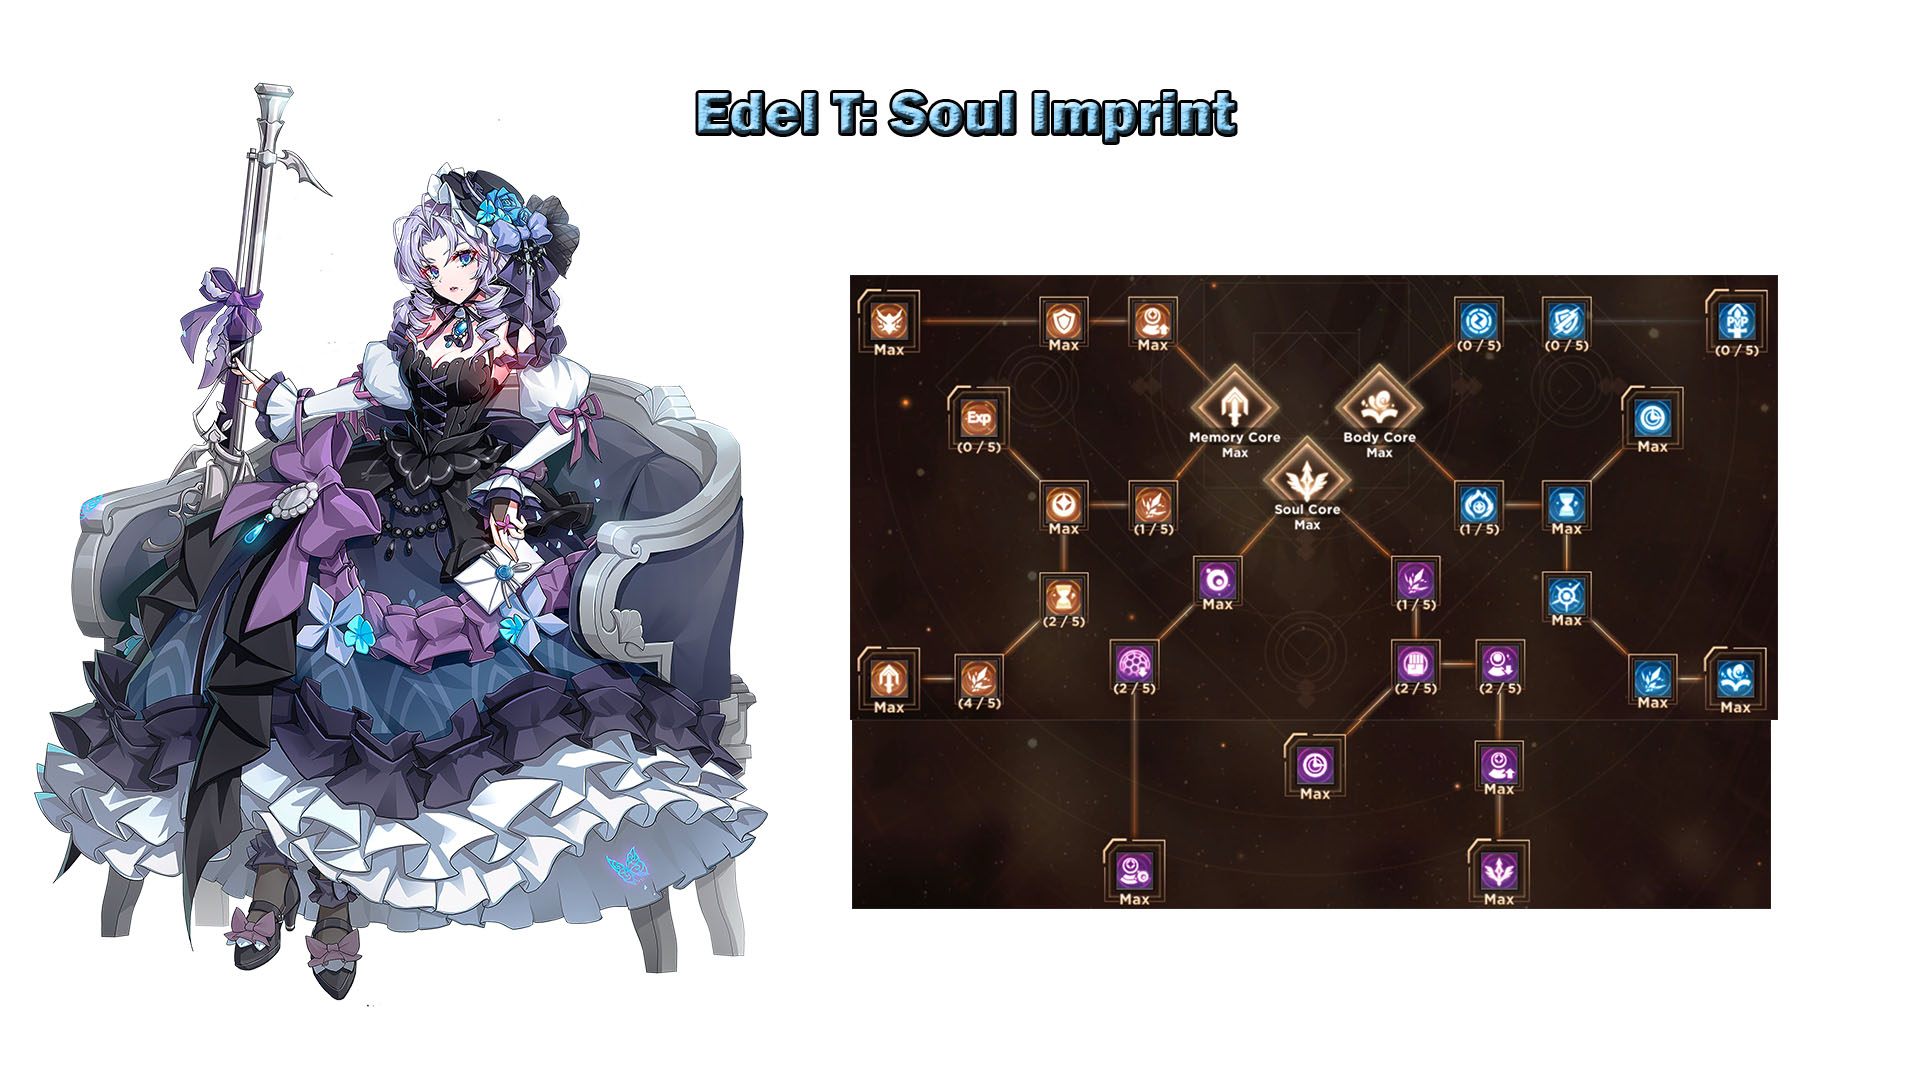 Edel T: Soul Imprint
Max
Max
Max
(0 / 5)
(0 / 5)
PVP
(0 / 5)
Exp
(0 / 5)
Memory Core
Max
Body Core
Max
Max
Soul Core
Max
Max
(1 / 5)
(1 / 5)
Max
Max
(1 / 5)
(2 / 5)
Max
Max
(4 / 5)
(2 / 5)
(2 / 5)
(2 / 5)
Max
Max
Max
Max
Max
Max